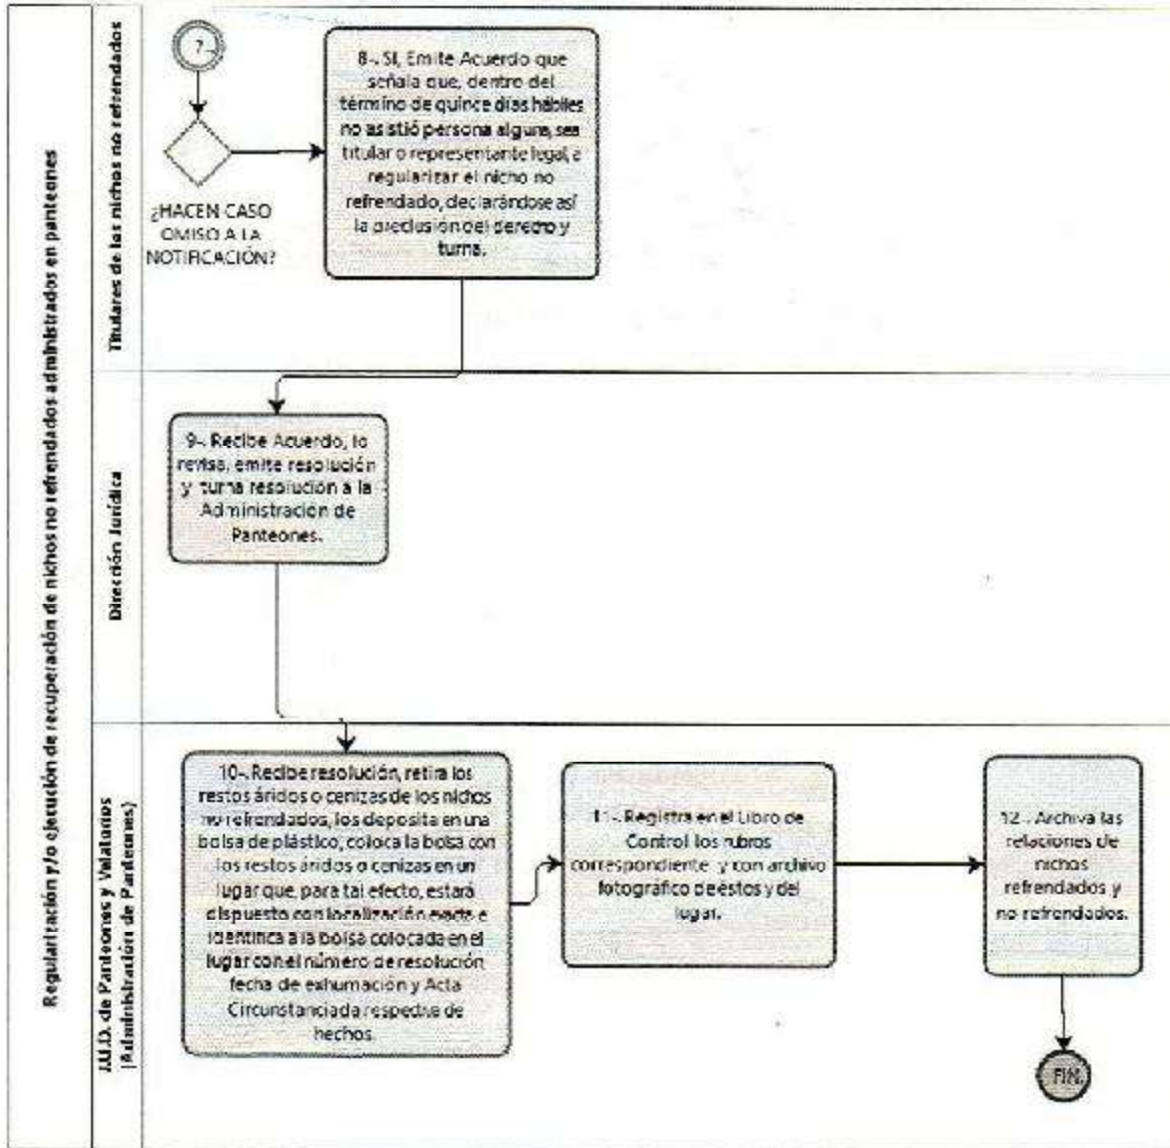 Regularización y/o ejecución de recuperación de nichos no refrendados administrados en panteones
Titulares de los nichos no refrendados
7
¿HACEN CASO
OMISO A LA
NOTIFICACIÓN?
8-. SI, Emite Acuerdo que
señala que, dentro del
término de quince días hábiles
no asistió persona alguna, sea
titular o representante legal, a
regularizar el nicho no
refrendado, declarándose así
la preclusión del derecho y
turna.
Dirección Jurídica
9-. Recibe Acuerdo, lo
revisa, emite resolución
y turna resolución a la
Administración de
Panteones.
J.U.D. de Panteones y Velatorios
(Administración de Panteones)
10-. Recibe resolución, retira los
restos áridos o cenizas de los nichos
no refrendados, los deposita en una
bolsa de plástico, coloca la bolsa con
los restos áridos o cenizas en un
lugar que, para tal efecto, estará
dispuesto con localización exacta e
identifica a la bolsa colocada en el
lugar con el número de resolución,
fecha de exhumación y Acta
Circunstanciada respectiva de
hechos.
11-. Registra en el Libro de
Control los rubros
correspondiente y con archivo
fotográfico de éstos y del
lugar.
12-. Archiva las
relaciones de
nichos
refrendados y
no refrendados.
FIN.